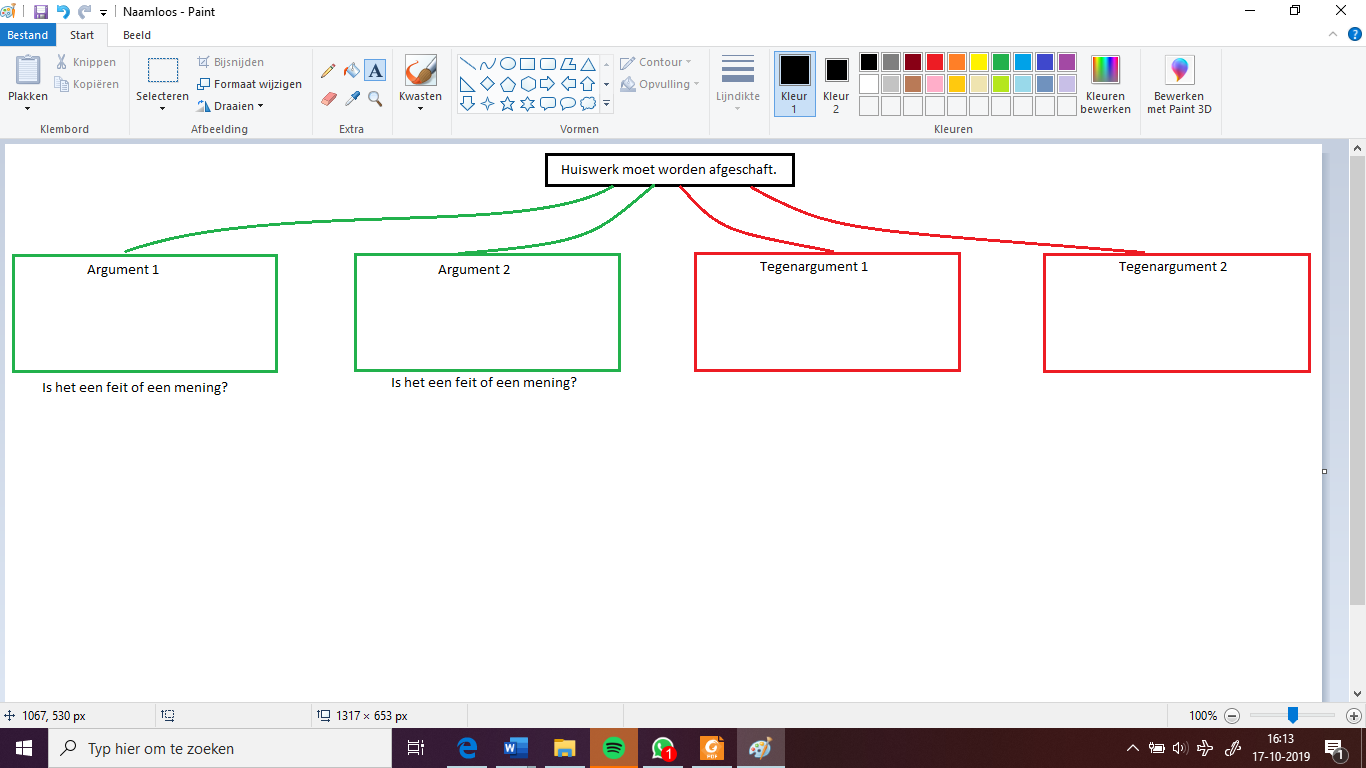 Naamloos - Paint
Bestand
Start
Beeld
Plakken
Knippen
Kopiëren
Klembord
Selecteren
Bijsnijden
Formaat wijzigen
Draaien
Afbeelding
A
Extra
Kwasten
Contour
Opvulling
Vormen
Lijndikte
Kleur
1
Kleur
2
Kleuren
bewerken
Kleuren
Bewerken
met Paint 3D
Huiswerk moet worden afgeschaft.
Argument 1
Argument 2
Tegenargument 1
Tegenargument 2
Is het een feit of een mening?
Is het een feit of een mening?
1067, 530 px
1317 × 653 px
100%
Typ hier om te zoeken
1
PDF
16:13
17-10-2019
1